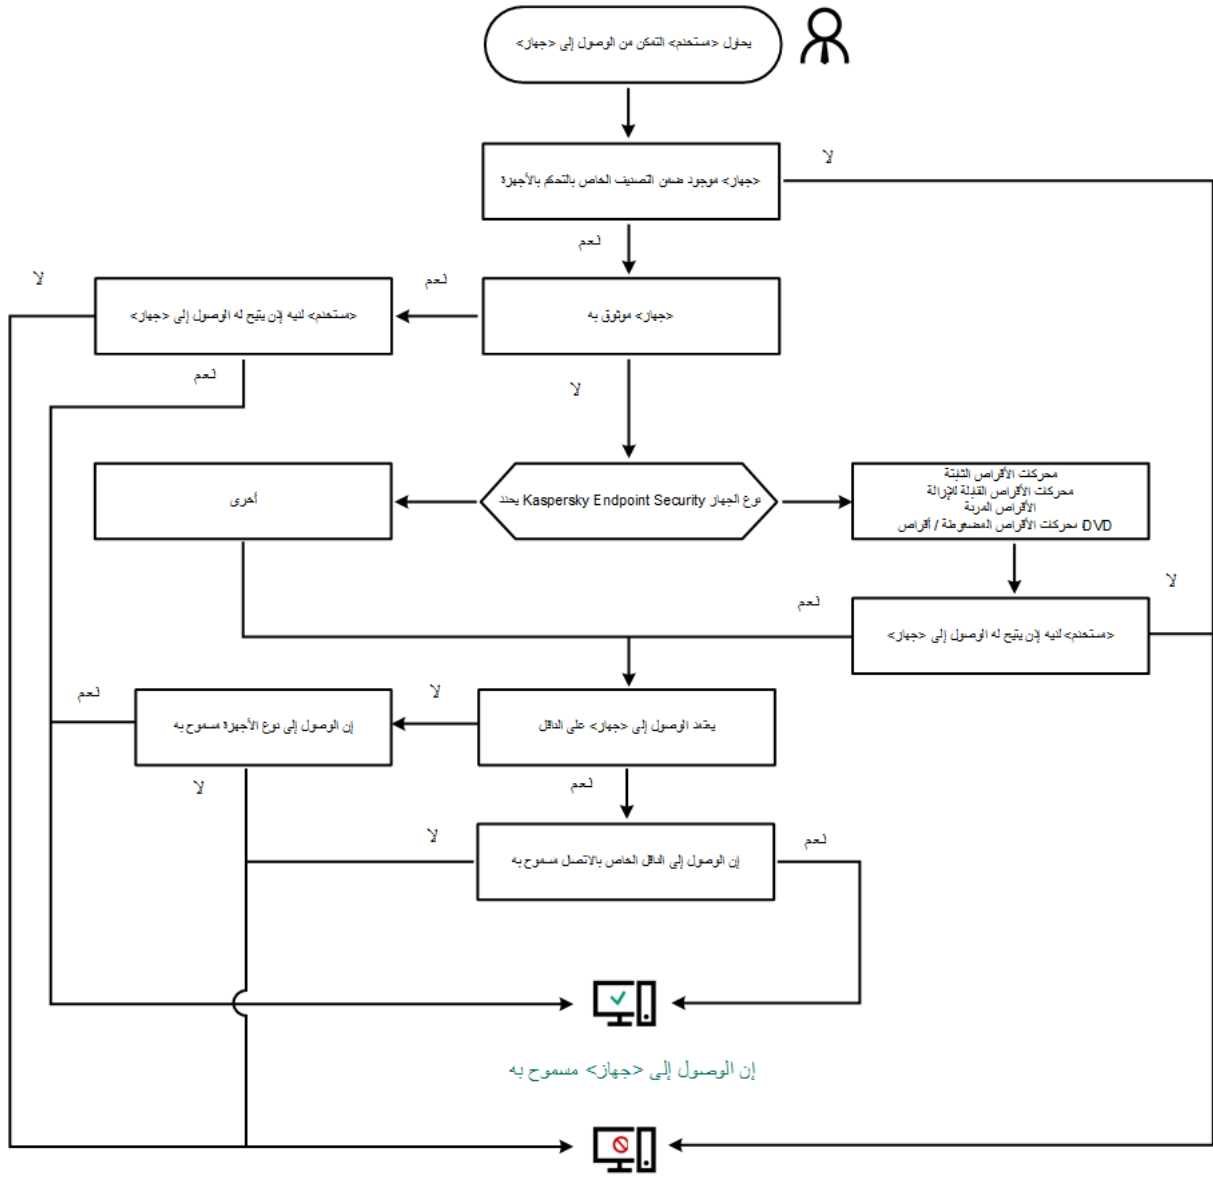 يحاول <مستخدم> التمكن من الوصول إلى <جهاز>
لا
<جهاز> موجود ضمن التصنيف الخاص بالتحكم بالأجهزة
نعم
لا
نعم
<مستخدم> لديه إذن يتيح له الوصول إلى <جهاز>
<جهاز> موثوق به
نعم
لا
أخرى
يحدد Kaspersky Endpoint Security نوع الجهاز
محركات الأقراص الثابتة
محركات الأقراص القابلة للإزالة
الأقراص المرنة
محركات الأقراص المضغوطة / أقراص DVD
لا
نعم
<مستخدم> لديه إذن يتيح له الوصول إلى <جهاز>
نعم
لا
إن الوصول إلى نوع الأجهزة مسموح به
يعتمد الوصول إلى <جهاز> على الناقل
لا
نعم
لا
نعم
إن الوصول إلى الناقل الخاص بالاتصال مسموح به
إن الوصول إلى <جهاز> مسموح به